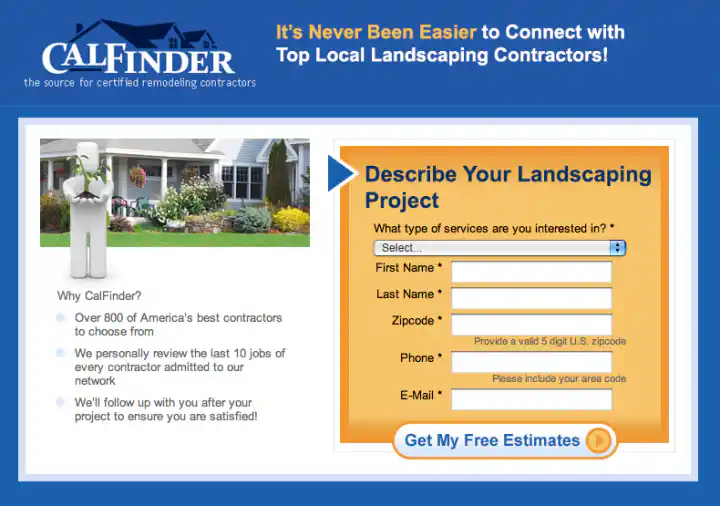 CALFINDER
the source for certified remodeling contractors
It's Never Been Easier to Connect with
Top Local Landscaping Contractors!
Why CalFinder?
Over 800 of America's best contractors
to choose from
We personally review the last 10 jobs of
every contractor admitted to our
network
We'll follow up with you after your
project to ensure you are satisfied!
Describe Your Landscaping
Project
What type of services are you interested in? *
Select...
First Name *
Last Name *
Zipcode *
Provide a valid 5 digit U.S. zipcode
Phone *
Please include your area code
E-Mail *
Get My Free Estimates